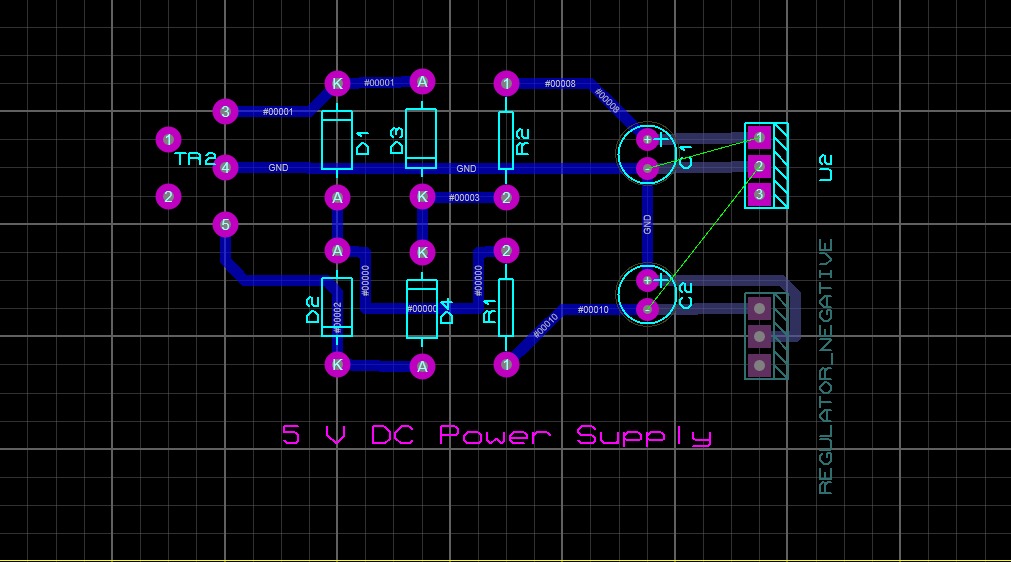 K #00001 A 1 #00008
3 #00001 #00008
1 D1 D3 R2 + C1 1
TR2 U2
4 GND GND - 2
2 A K #00003 2 3
5 GND
A K 2
#00000 #00000 + C2
D2 #00002 #00000 D4 R1 #00010 #00010 -
K A 1
REGULATOR_NEGATIVE
5 V DC Power Supply